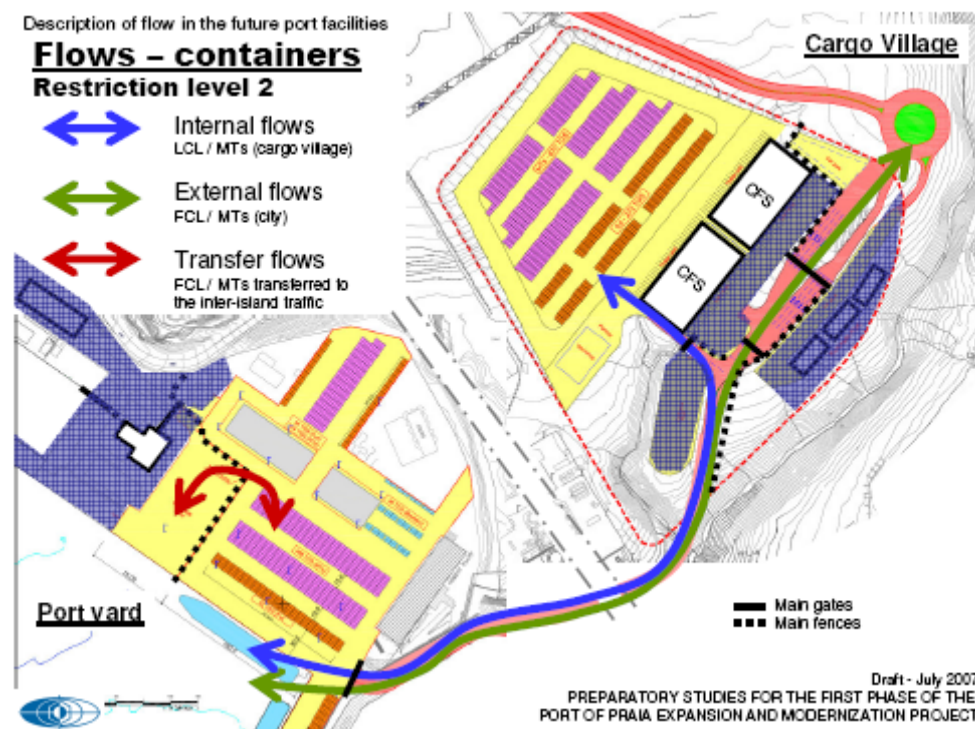 Description of flow in the future port facilities
Flows – containers
Restriction level 2
Internal flows
LCL / MTs (cargo village)
External flows
FCL / MTs (city)
Transfer flows
FCL / MTs transferred to
the inter-island traffic
Cargo Village
CFS
CFS
Port yard
Main gates
Main fences
Draft - July 2007
PREPARATORY STUDIES FOR THE FIRST PHASE OF THE
PORT OF PRAIA EXPANSION AND MODERNIZATION PROJECT